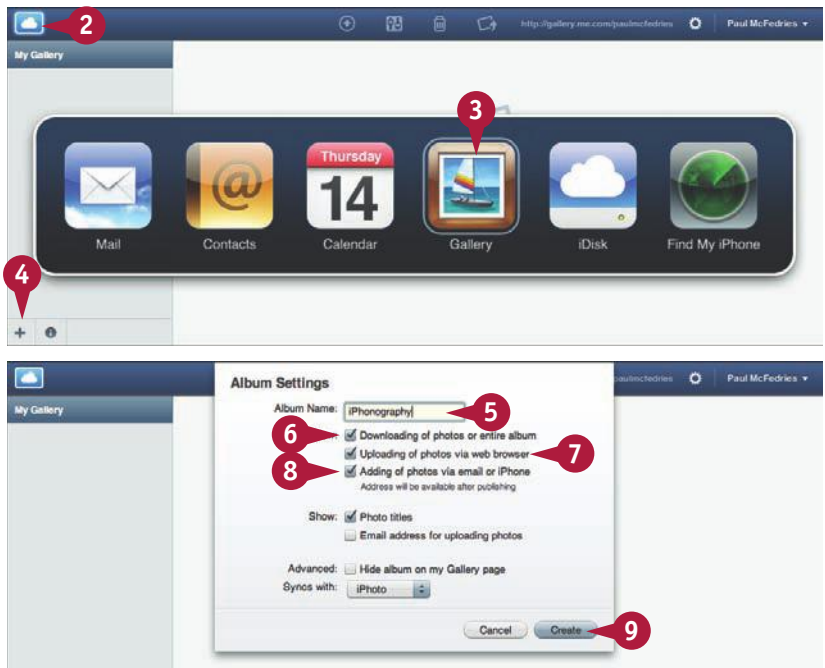 2
http://gallery.me.com/paulmcfedries
Paul McFedries
My Gallery
3
Mail
Contacts
Thursday
14
Calendar
Gallery
iDisk
Find My iPhone
4
Album Settings
paulmcfedries
Paul McFedries
My Gallery
Album Name: iPhonography
5
6
Downloading of photos or entire album
Uploading of photos via web browser
7
8
Adding of photos via email or iPhone
Address will be available after publishing
Show: Photo titles
Email address for uploading photos
Advanced: Hide album on my Gallery page
Syncs with: iPhoto
Cancel
Create
9